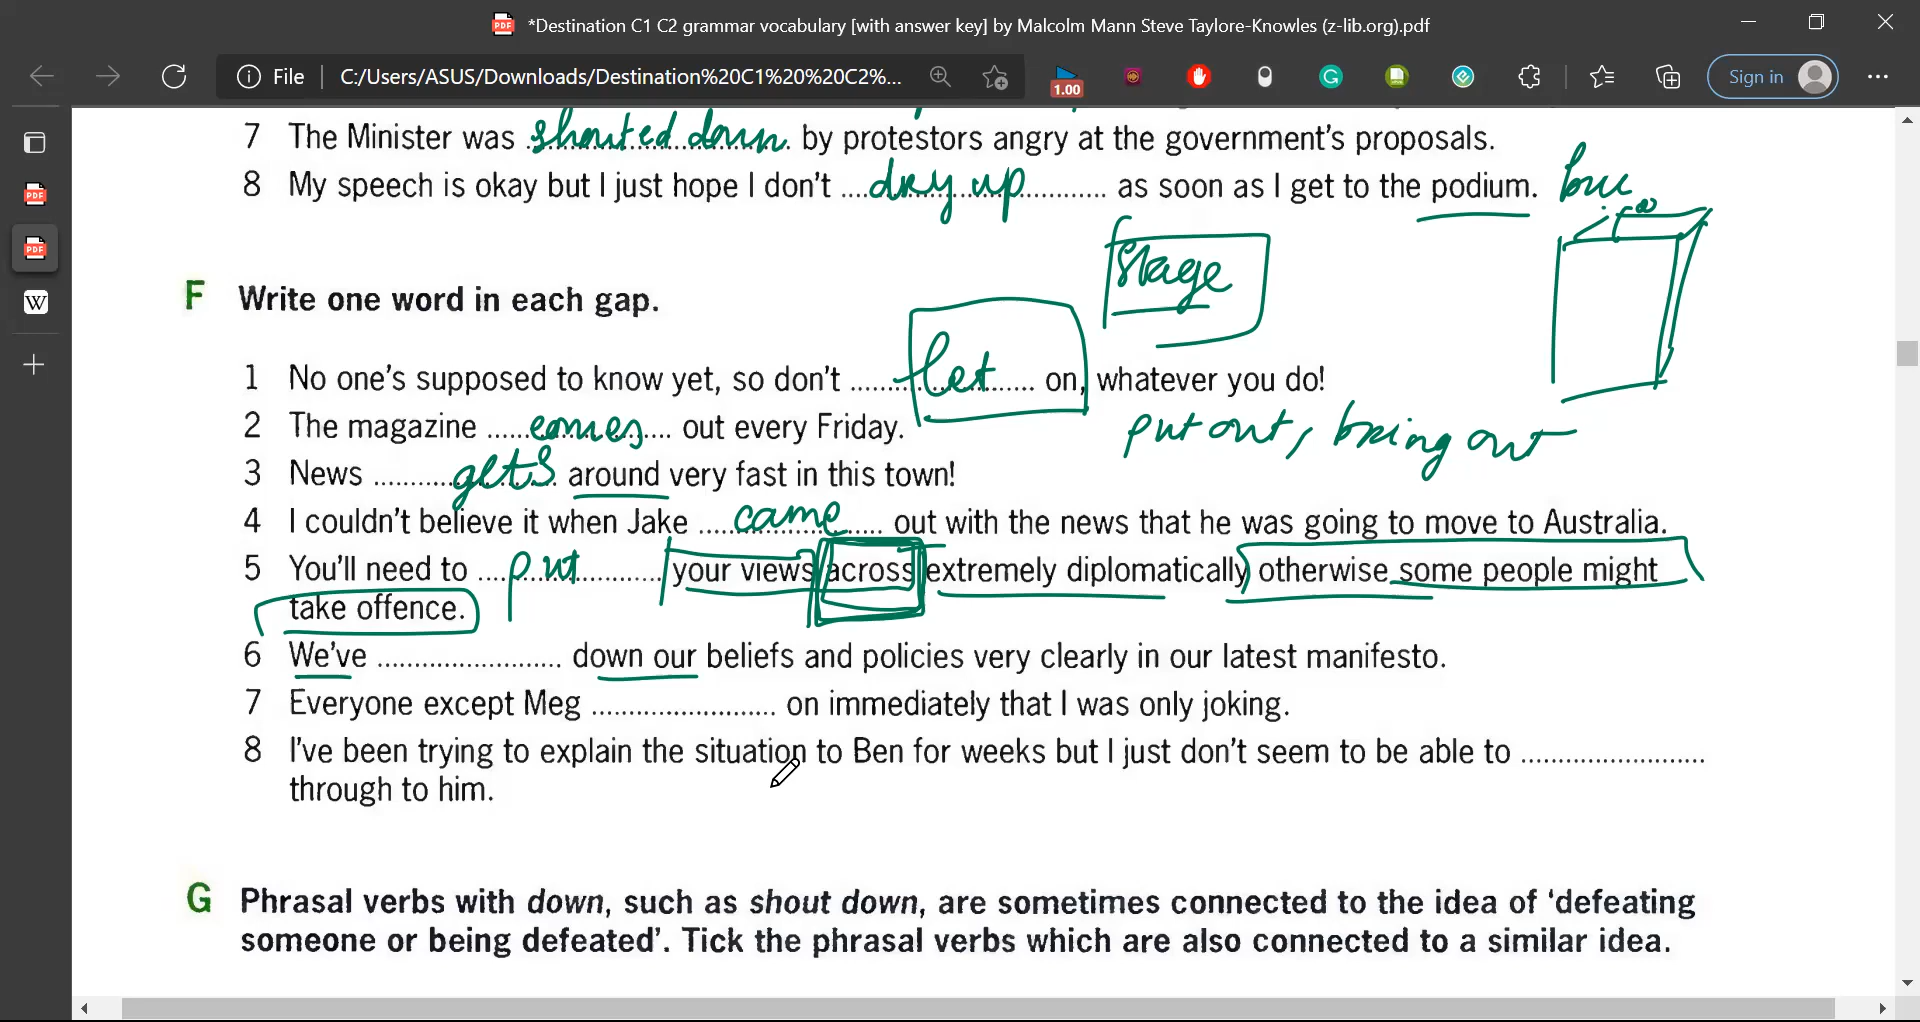 *Destination C1 C2 grammar vocabulary [with answer key] by Malcolm Mann Steve Taylore-Knowles (z-lib.org).pdf
File C:/Users/ASUS/Downloads/Destination%20C1%20%20C2%... 1.00 Sign in
7 The Minister was shouted down by protestors angry at the government's proposals.
8 My speech is okay but I just hope I don't dry up as soon as I get to the podium.
stage
F Write one word in each gap.
1 No one's supposed to know yet, so don't let on, whatever you do!
2 The magazine comes out every Friday. put out, bring out
3 News gets around very fast in this town!
4 I couldn't believe it when Jake came out with the news that he was going to move to Australia.
5 You'll need to put your views across extremely diplomatically otherwise some people might
take offence.
6 We've ........................ down our beliefs and policies very clearly in our latest manifesto.
7 Everyone except Meg ........................ on immediately that I was only joking.
8 I've been trying to explain the situation to Ben for weeks but I just don't seem to be able to ........................
through to him.
G Phrasal verbs with down, such as shout down, are sometimes connected to the idea of 'defeating
someone or being defeated'. Tick the phrasal verbs which are also connected to a similar idea.